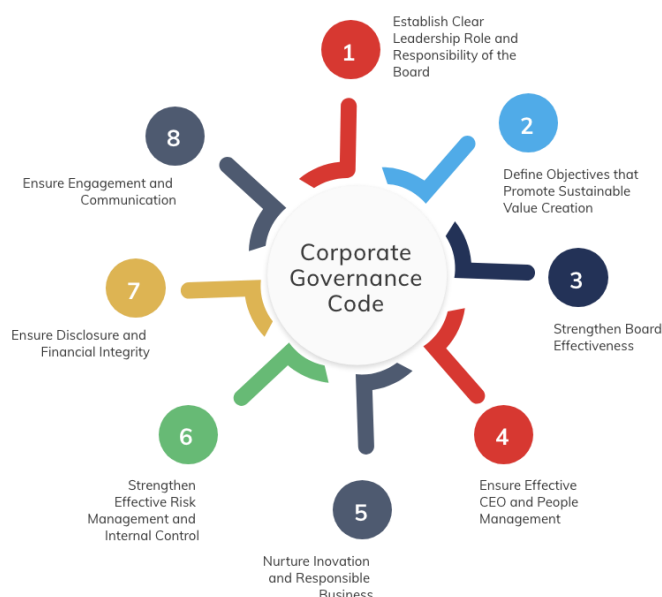 1
Establish Clear
Leadership Role and
Responsibility of the
Board
2
Define Objectives that
Promote Sustainable
Value Creation
3
Strengthen Board
Effectiveness
4
Ensure Effective
CEO and People
Management
5
Nurture Inovation
and Responsible
Business
6
Strengthen
Effective Risk
Management and
Internal Control
7
Ensure Disclosure and
Financial Integrity
8
Ensure Engagement and
Communication
Corporate
Governance
Code